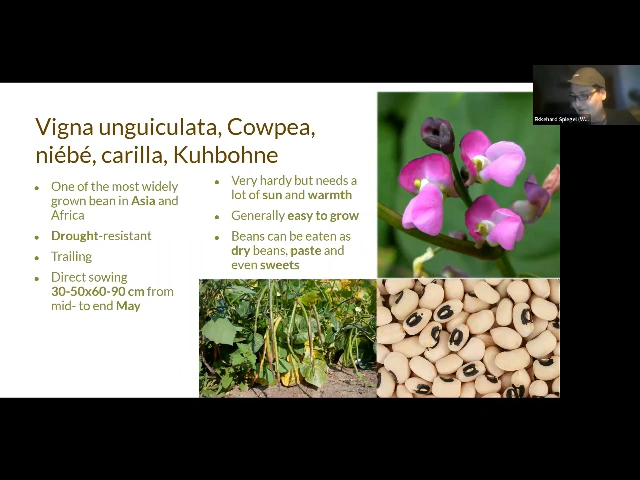 Vigna unguiculata, Cowpea,
niébé, carilla, Kuhbohne
One of the most widely
grown bean in Asia and
Africa
Drought-resistant
Trailing
Direct sowing
30-50x60-90 cm from
mid- to end May
Very hardy but needs a
lot of sun and warmth
Generally easy to grow
Beans can be eaten as
dry beans, paste and
even sweets
Ekkehard Spiegel (W...